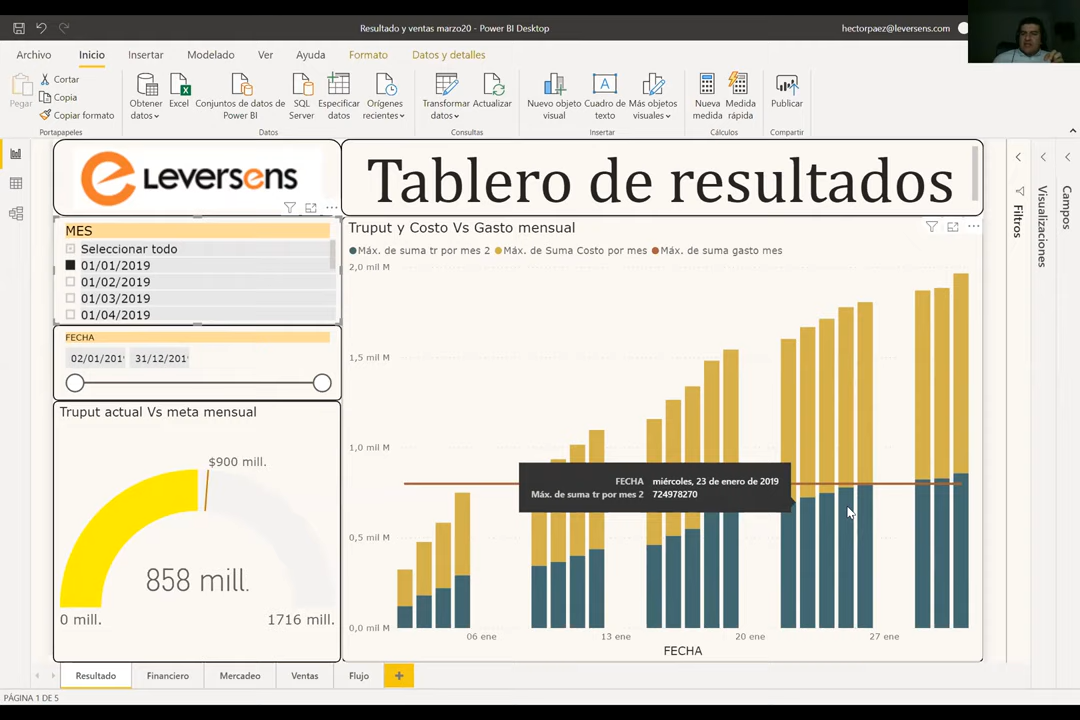 Resultado y ventas marzo20 - Power BI Desktop
hectorpaez@leversens.com
Archivo Inicio Insertar Modelado Ver Ayuda Formato Datos y detalles
Pegar
Cortar
Copia
Copiar formato
Obtener datos
Excel
Conjuntos de datos de Power BI
SQL Server
Especificar datos
Orígenes recientes
Transformar datos
Actualizar
Nuevo objeto visual
Cuadro de texto
Más objetos visuales
Nueva medida
Medida rápida
Publicar
Portapapeles Datos Consultas Insertar Cálculos Compartir
Leversens
Tablero de resultados
MES
Seleccionar todo
01/01/2019
01/02/2019
01/03/2019
01/04/2019
FECHA
02/01/201 31/12/201
Truput actual Vs meta mensual
$900 mill.
858 mill.
0 mill. 1716 mill.
Truput y Costo Vs Gasto mensual
Máx. de suma tr por mes 2 Máx. de Suma Costo por mes Máx. de suma gasto mes
2,0 mil M
1,5 mil M
1,0 mil M
0,5 mil M
0,0 mil M
FECHA miércoles, 23 de enero de 2019
Máx. de suma tr por mes 2 724978270
06 ene 13 ene 20 ene 27 ene
FECHA
Filtros
Visualizaciones
Campos
Resultado Financiero Mercadeo Ventas Flujo
PÁGINA 1 DE 5